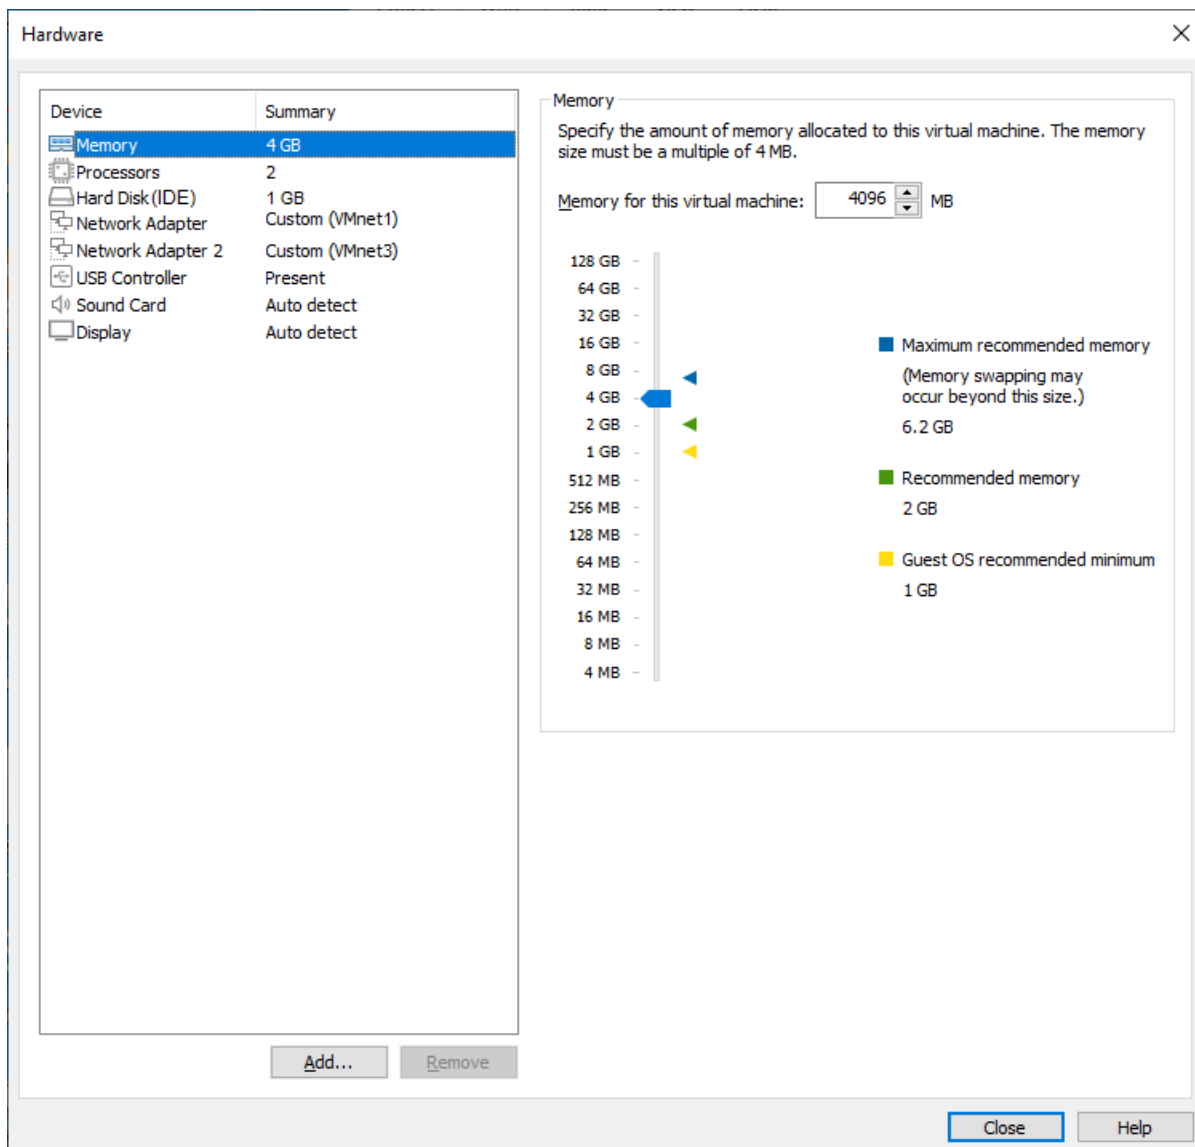 Hardware
Device Summary
Memory 4 GB
Processors 2
Hard Disk (IDE) 1 GB
Network Adapter Custom (VMnet1)
Network Adapter 2 Custom (VMnet3)
USB Controller Present
Sound Card Auto detect
Display Auto detect
Add...
Remove
Memory
Specify the amount of memory allocated to this virtual machine. The memory
size must be a multiple of 4 MB.
Memory for this virtual machine: 4096 MB
128 GB
64 GB
32 GB
16 GB
8 GB
4 GB
2 GB
1 GB
512 MB
256 MB
128 MB
64 MB
32 MB
16 MB
8 MB
4 MB
Maximum recommended memory
(Memory swapping may
occur beyond this size.)
6.2 GB
Recommended memory
2 GB
Guest OS recommended minimum
1 GB
Close
Help